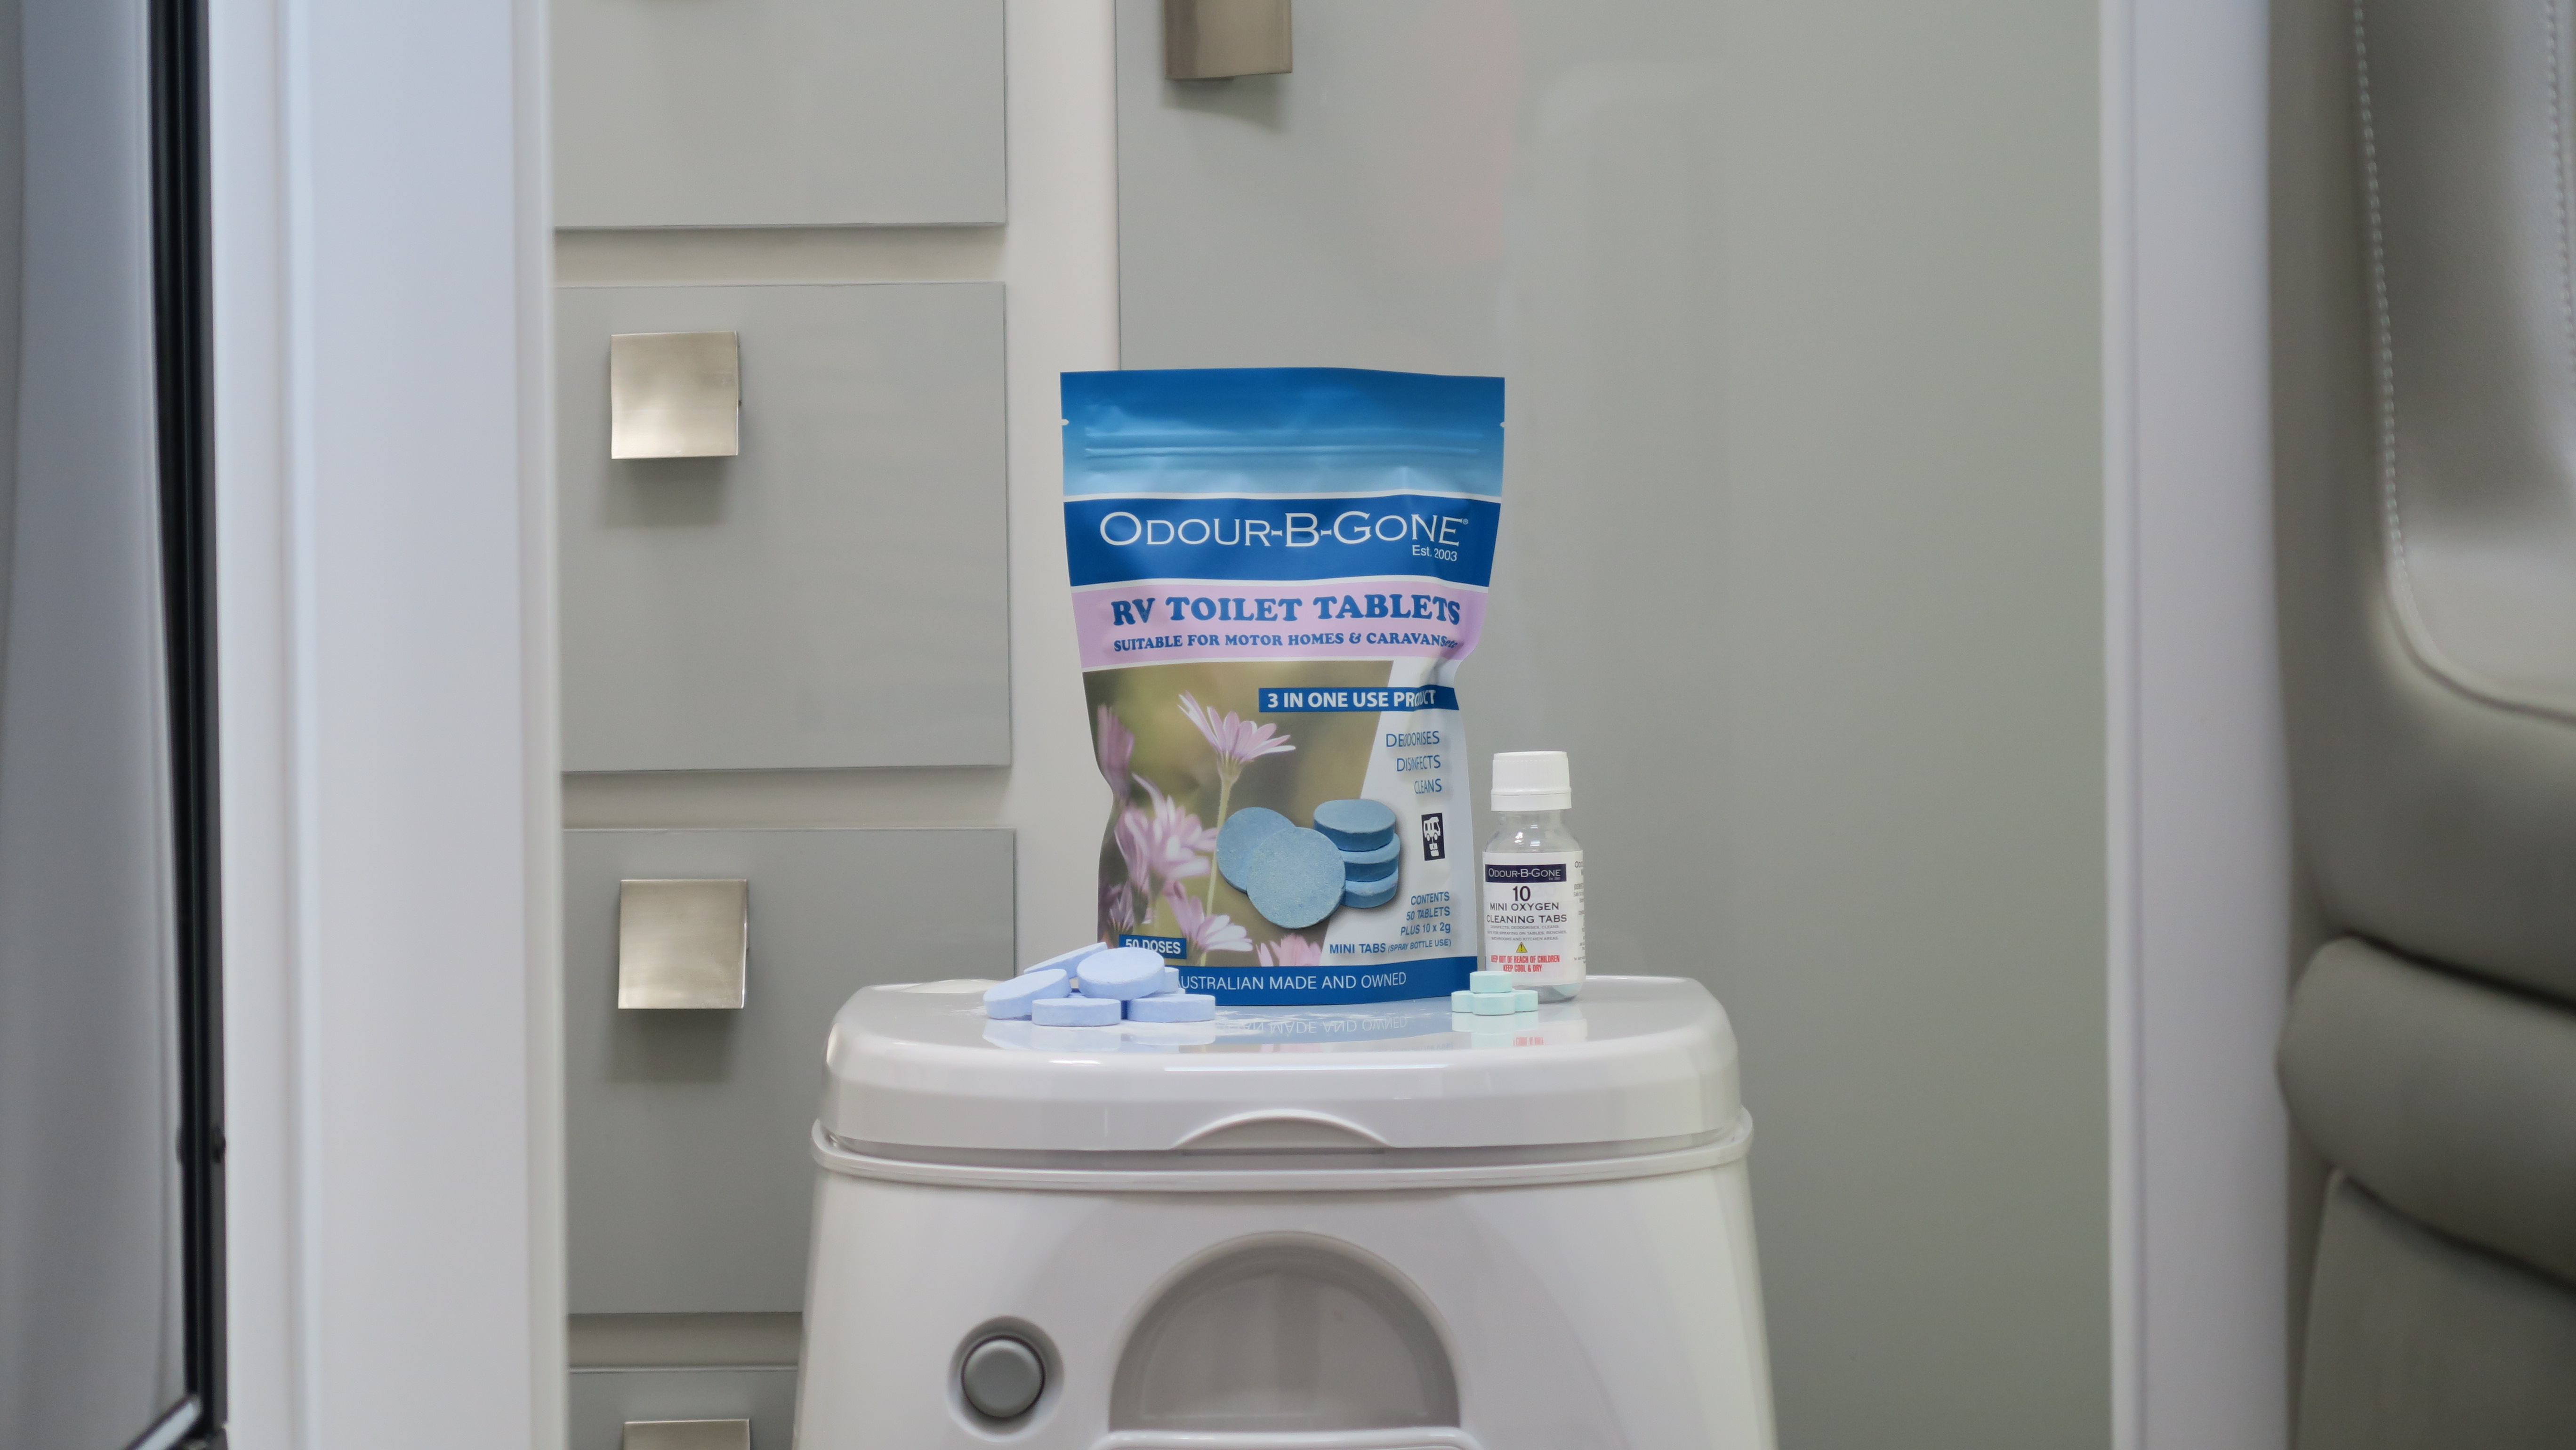 ODOUR-B-GONE®
Est. 2003
RV TOILET TABLETS
SUITABLE FOR MOTOR HOMES & CARAVANS etc
3 IN ONE USE PRODUCT
DEODORISES
DISINFECTS
CLEANS
CONTENTS
50 TABLETS
PLUS 10 x 2g
MINI TABS (SPRAY BOTTLE USE)
50 DOSES
AUSTRALIAN MADE AND OWNED
ODOUR-B-GONE
10
MINI OXYGEN
CLEANING TABS
KEEP OUT OF REACH OF CHILDREN
KEEP COOL & DRY